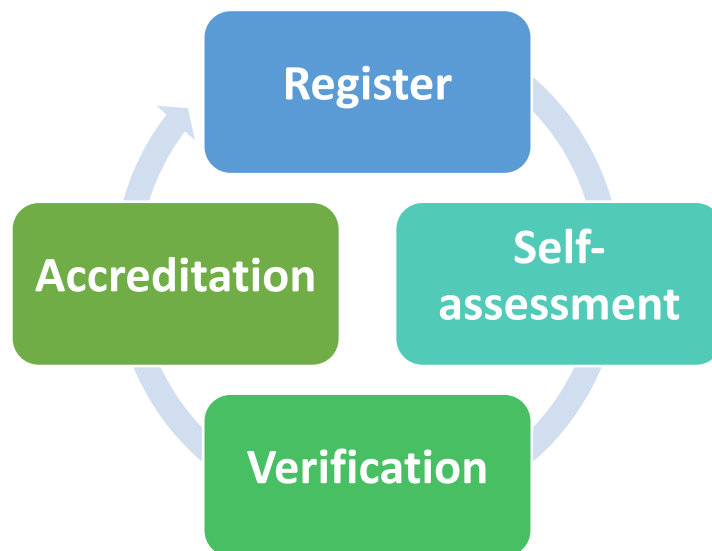 Register
Self-
assessment
Verification
Accreditation